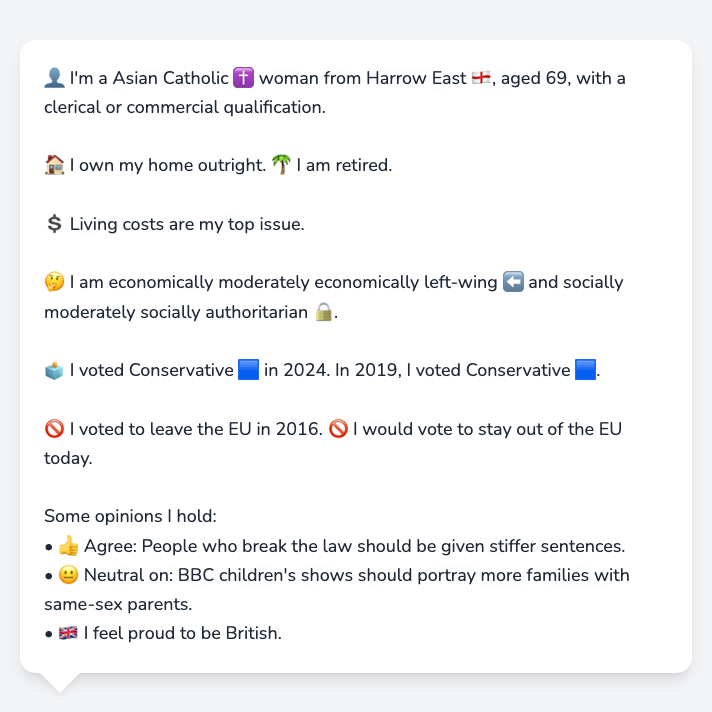 👤 I'm a Asian Catholic ✝️ woman from Harrow East 🏴󠁧󠁢󠁥󠁮󠁧󠁿, aged 69, with a
clerical or commercial qualification.
🏠 I own my home outright. 🌴 I am retired.
💲 Living costs are my top issue.
🤔 I am economically moderately economically left-wing ⬅️ and socially
moderately socially authoritarian 🔒.
🗳️ I voted Conservative 🟦 in 2024. In 2019, I voted Conservative 🟦.
🚫 I voted to leave the EU in 2016. 🚫 I would vote to stay out of the EU
today.
Some opinions I hold:
• 👍 Agree: People who break the law should be given stiffer sentences.
• 😐 Neutral on: BBC children's shows should portray more families with
same-sex parents.
• 🇬🇧 I feel proud to be British.